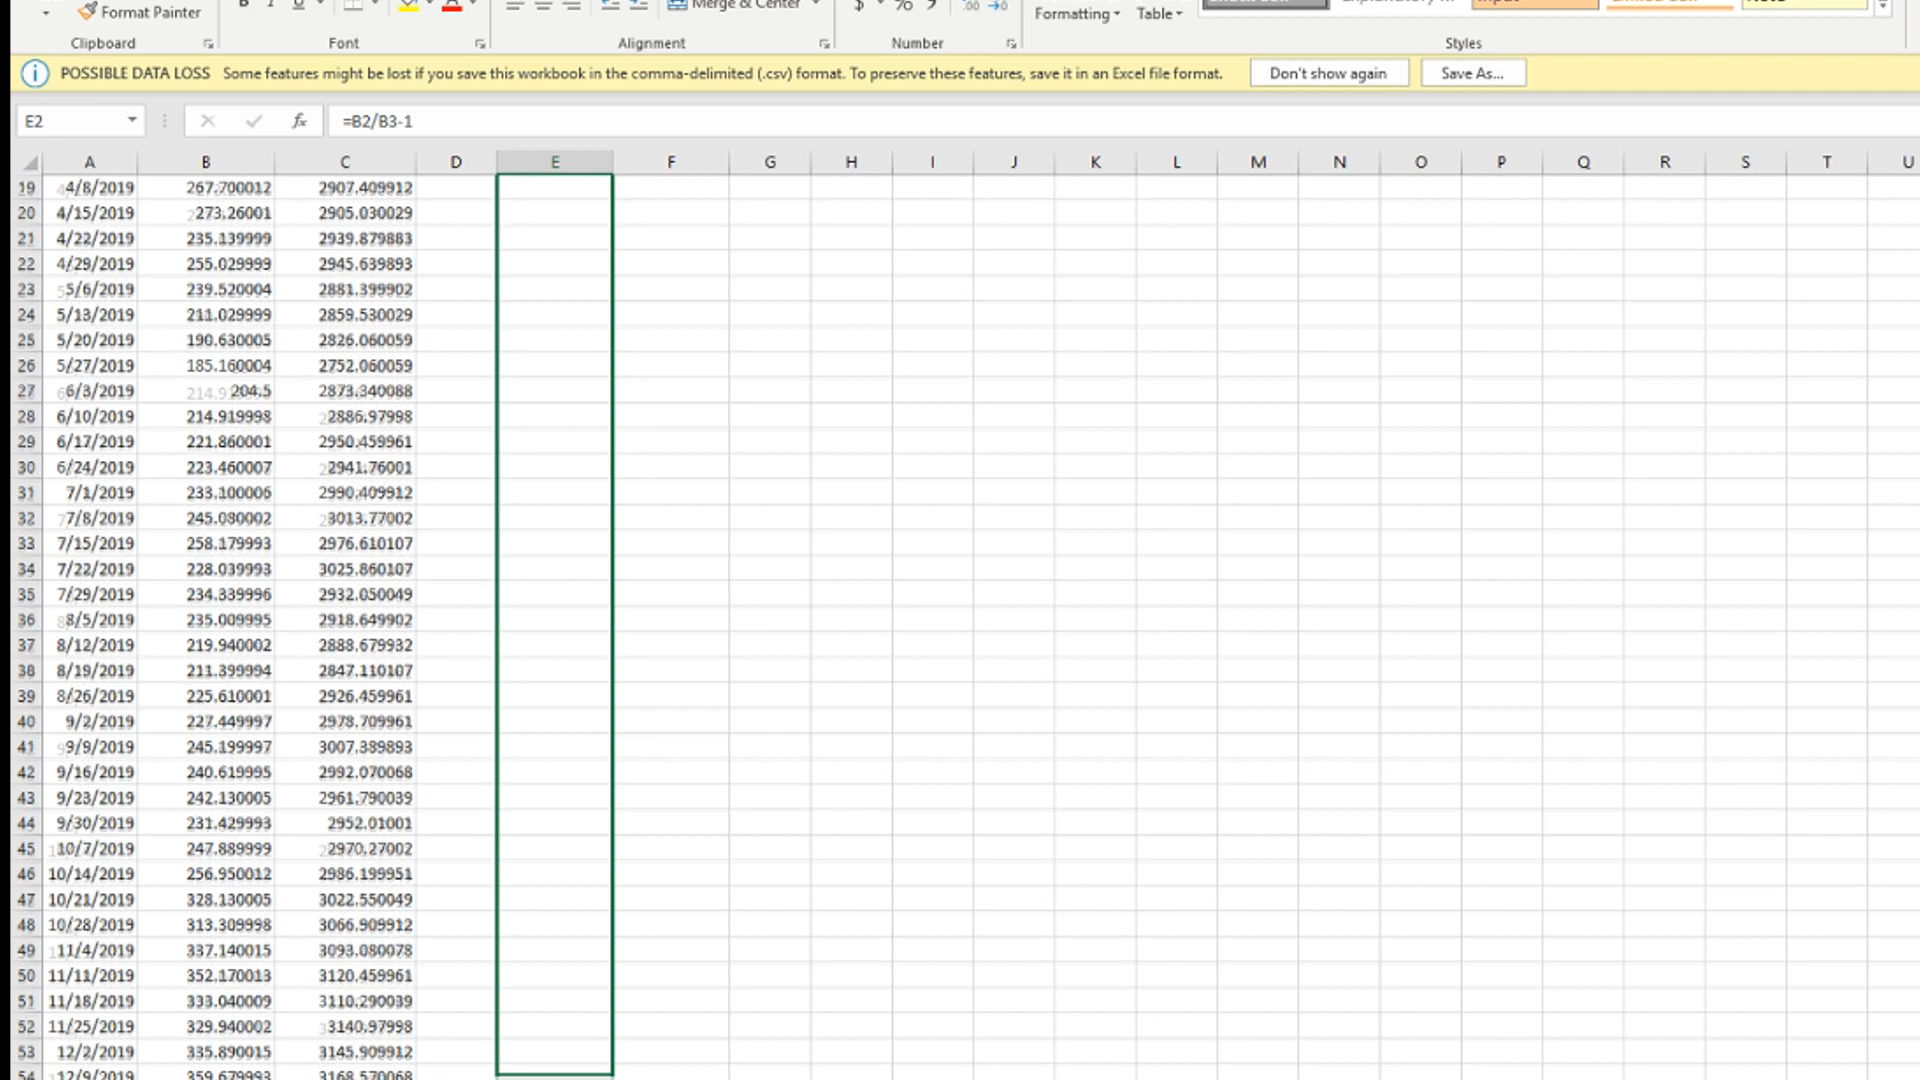 Format Painter
Merge & Center
$ % 9
Formatting Table
Input
Note
Clipboard Font Alignment Number Styles
POSSIBLE DATA LOSS Some features might be lost if you save this workbook in the comma-delimited (.csv) format. To preserve these features, save it in an Excel file format. Don't show again Save As...
E2 fx =B2/B3-1
A B C D E F G H I J K L M N O P Q R S T U
19 4/8/2019 267.700012 2907.409912
20 4/15/2019 273.26001 2905.030029
21 4/22/2019 235.139999 2939.879883
22 4/29/2019 255.029999 2945.639893
23 5/6/2019 239.520004 2881.399902
24 5/13/2019 211.029999 2859.530029
25 5/20/2019 190.630005 2826.060059
26 5/27/2019 185.160004 2752.060059
27 6/3/2019 204.5 2873.340088
28 6/10/2019 214.919998 2886.97998
29 6/17/2019 221.860001 2950.459961
30 6/24/2019 223.460007 2941.76001
31 7/1/2019 233.100006 2990.409912
32 7/8/2019 245.080002 3013.77002
33 7/15/2019 258.179993 2976.610107
34 7/22/2019 228.039993 3025.860107
35 7/29/2019 234.339996 2932.050049
36 8/5/2019 235.009995 2918.649902
37 8/12/2019 219.940002 2888.679932
38 8/19/2019 211.399994 2847.110107
39 8/26/2019 225.610001 2926.459961
40 9/2/2019 227.449997 2978.709961
41 9/9/2019 245.199997 3007.389893
42 9/16/2019 240.619995 2992.070068
43 9/23/2019 242.130005 2961.790039
44 9/30/2019 231.429993 2952.01001
45 10/7/2019 247.889999 2970.27002
46 10/14/2019 256.950012 2986.199951
47 10/21/2019 328.130005 3022.550049
48 10/28/2019 313.309998 3066.909912
49 11/4/2019 337.140015 3093.080078
50 11/11/2019 352.170013 3120.459961
51 11/18/2019 333.040009 3110.290039
52 11/25/2019 329.940002 3140.97998
53 12/2/2019 335.890015 3145.909912
54 12/9/2019 359.679993 3168.570068